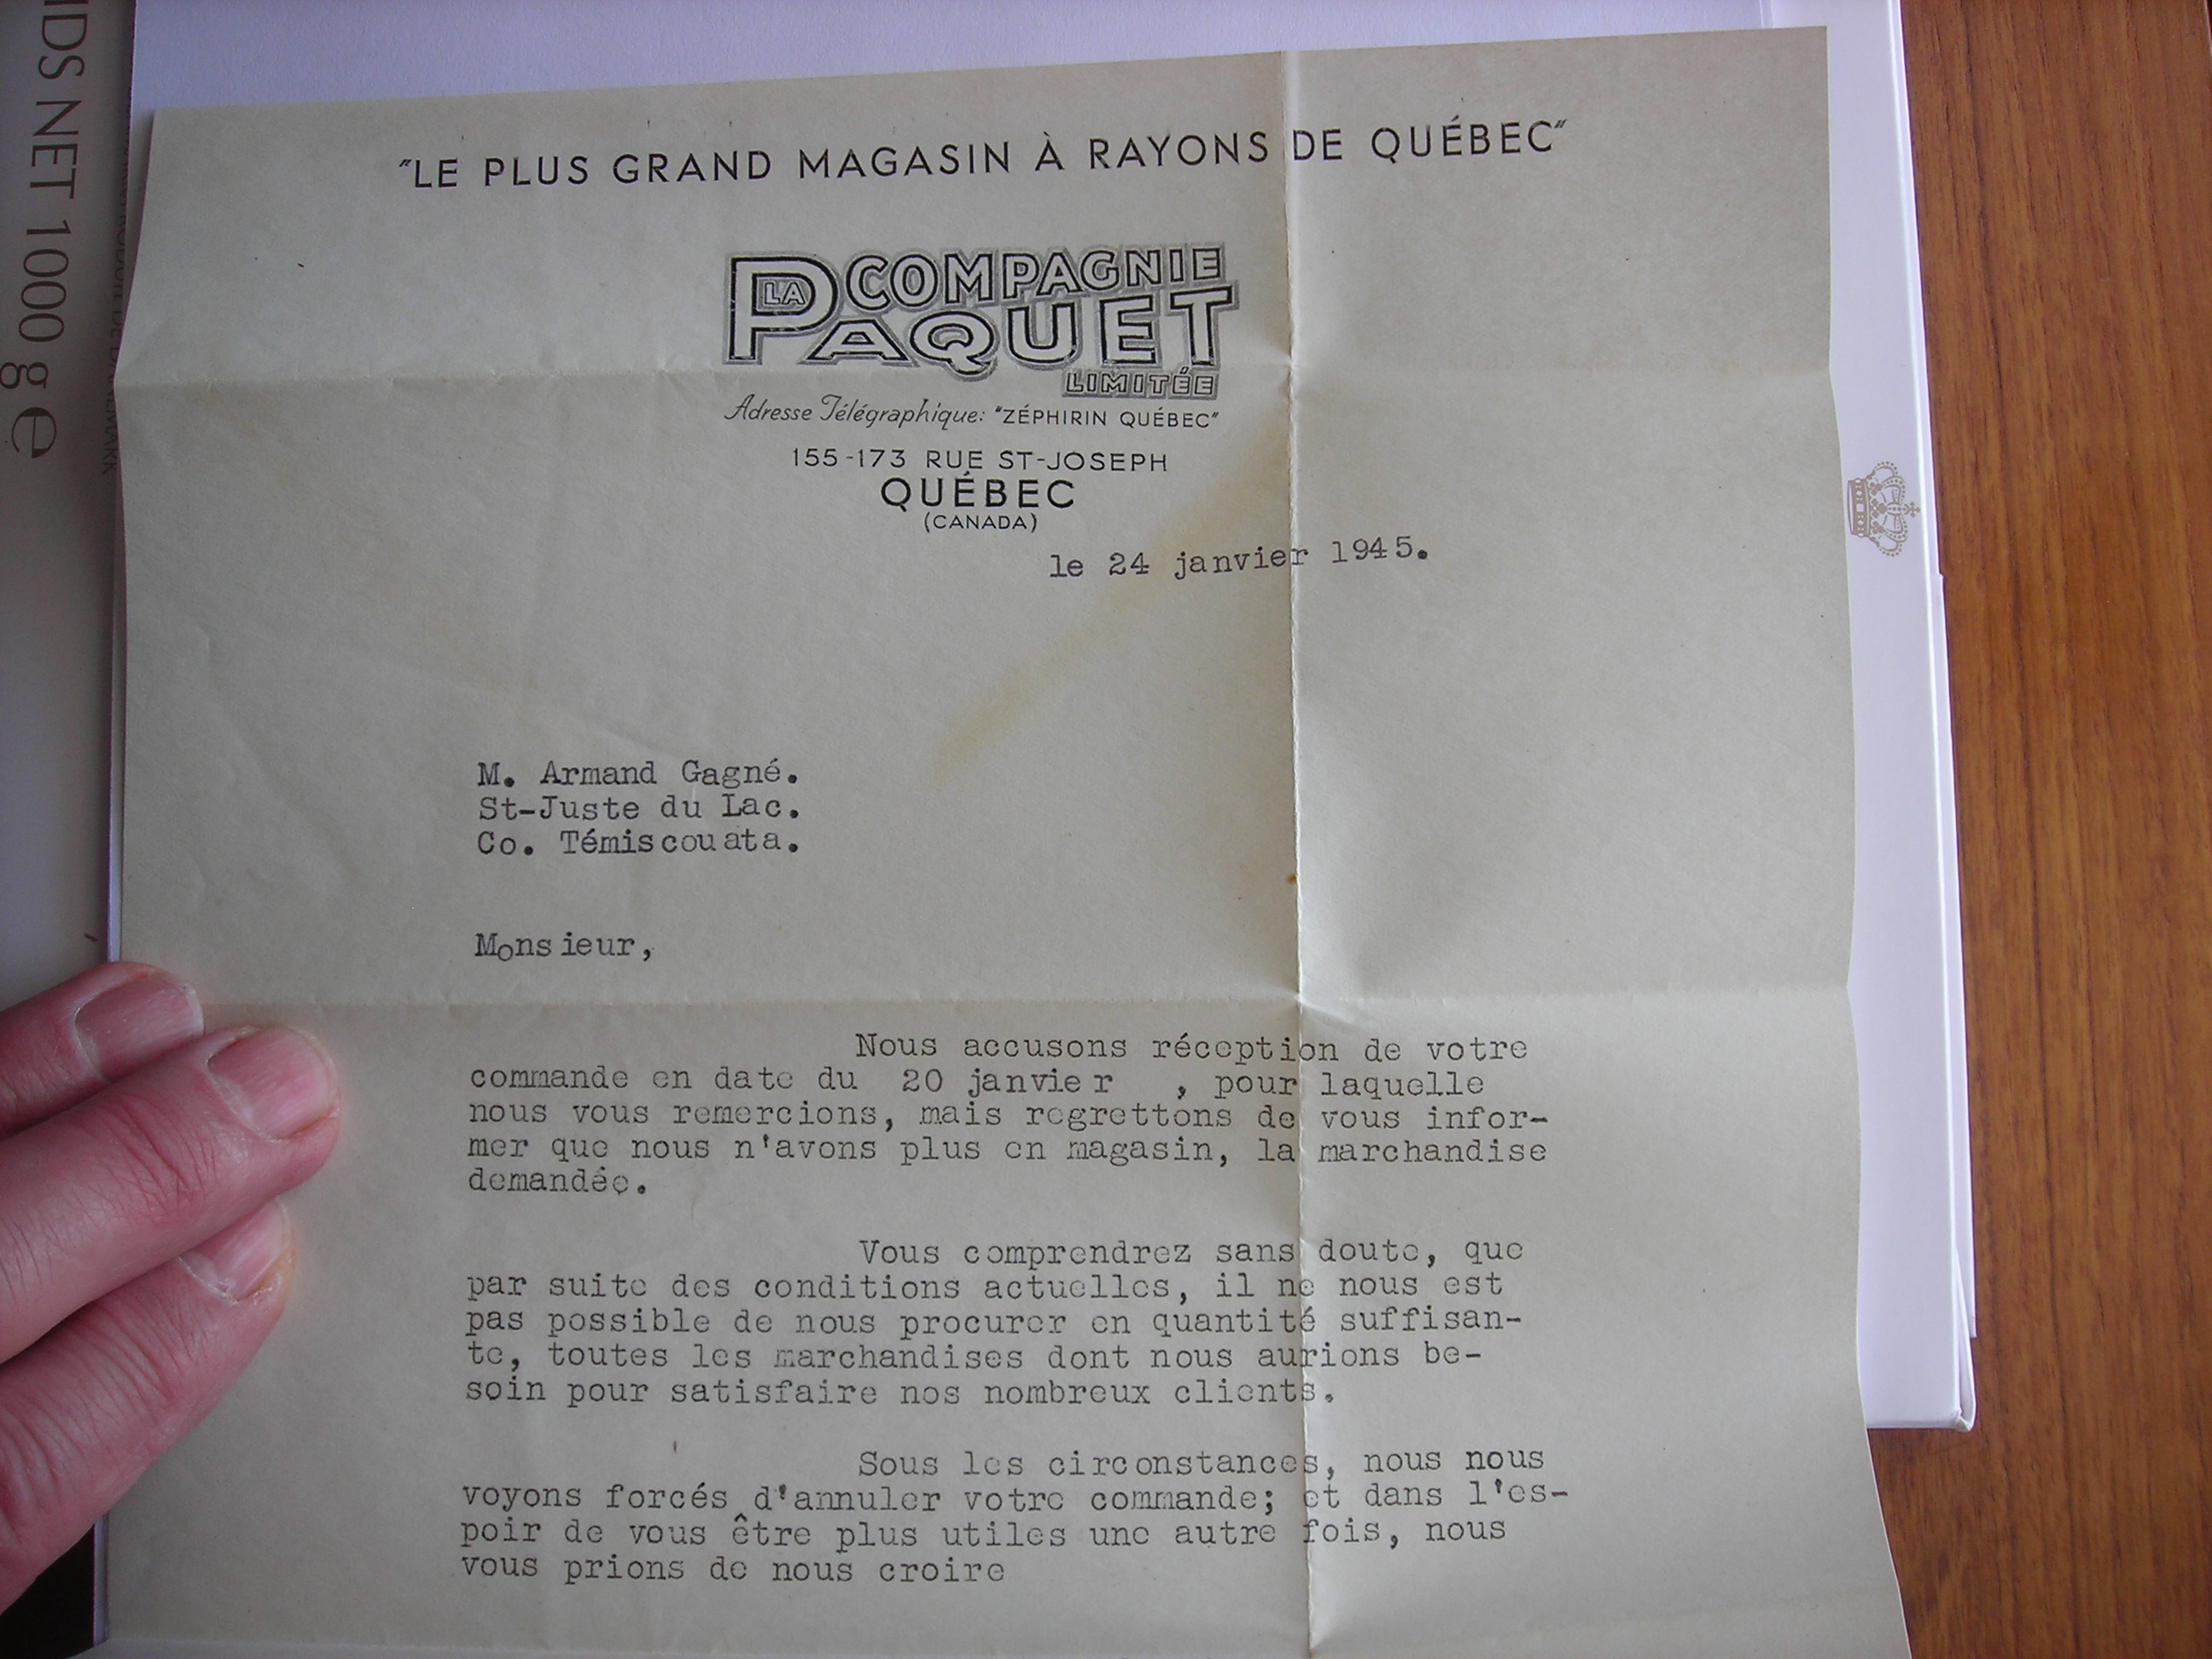 "LE PLUS GRAND MAGASIN À RAYONS DE QUÉBEC"
LA COMPAGNIE
PAQUET
LIMITÉE
Adresse Télégraphique: "ZÉPHIRIN QUÉBEC"
155-173 RUE ST-JOSEPH
QUÉBEC
(CANADA)
le 24 janvier 1945.
M. Armand Gagné.
St-Juste du Lac.
Co. Témiscouata.
Monsieur,
Nous accusons réception de votre
commande en date du 20 janvier , pour laquelle
nous vous remercions, mais regrettons de vous infor-
mer que nous n'avons plus en magasin, la marchandise
demandée.
Vous comprendrez sans doute, que
par suite des conditions actuelles, il ne nous est
pas possible de nous procurer en quantité suffisan-
te, toutes les marchandises dont nous aurions be-
soin pour satisfaire nos nombreux clients.
Sous les circonstances, nous nous
voyons forcés d'annuler votre commande; et dans l'es-
poir de vous être plus utiles une autre fois, nous
vous prions de nous croire
IDS NET 1000 g e